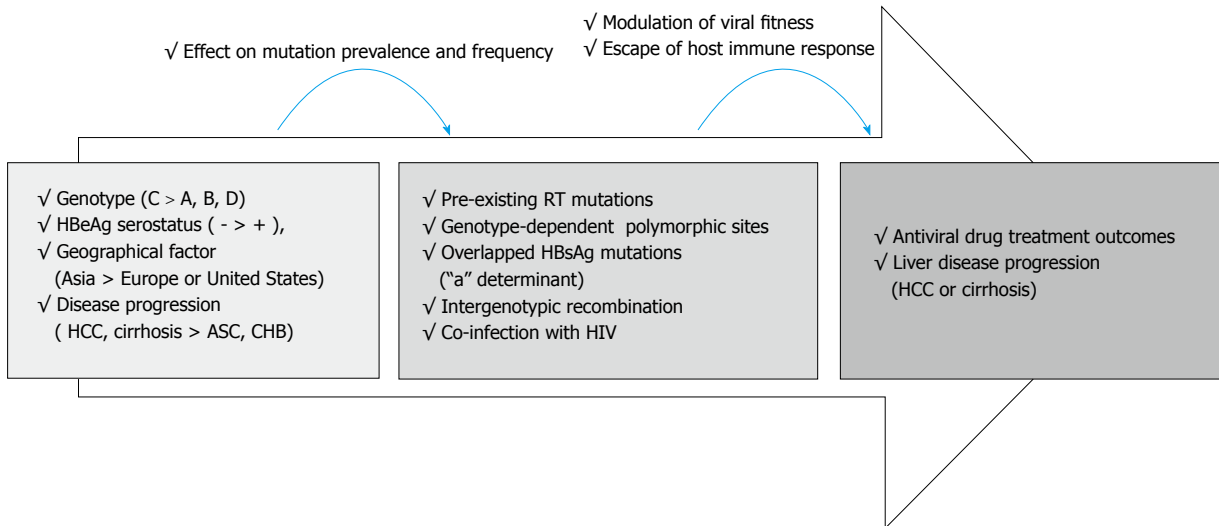 √ Effect on mutation prevalence and frequency
√ Modulation of viral fitness
√ Escape of host immune response
√ Genotype (C > A, B, D)
√ HBeAg serostatus ( - > + ),
√ Geographical factor
(Asia > Europe or United States)
√ Disease progression
( HCC, cirrhosis > ASC, CHB)
√ Pre-existing RT mutations
√ Genotype-dependent polymorphic sites
√ Overlapped HBsAg mutations
(“a” determinant)
√ Intergenotypic recombination
√ Co-infection with HIV
√ Antiviral drug treatment outcomes
√ Liver disease progression
(HCC or cirrhosis)